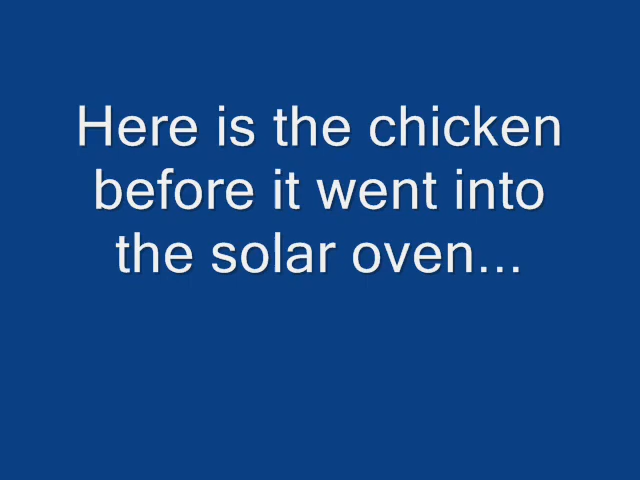 Here is the chicken
before it went into
the solar oven...